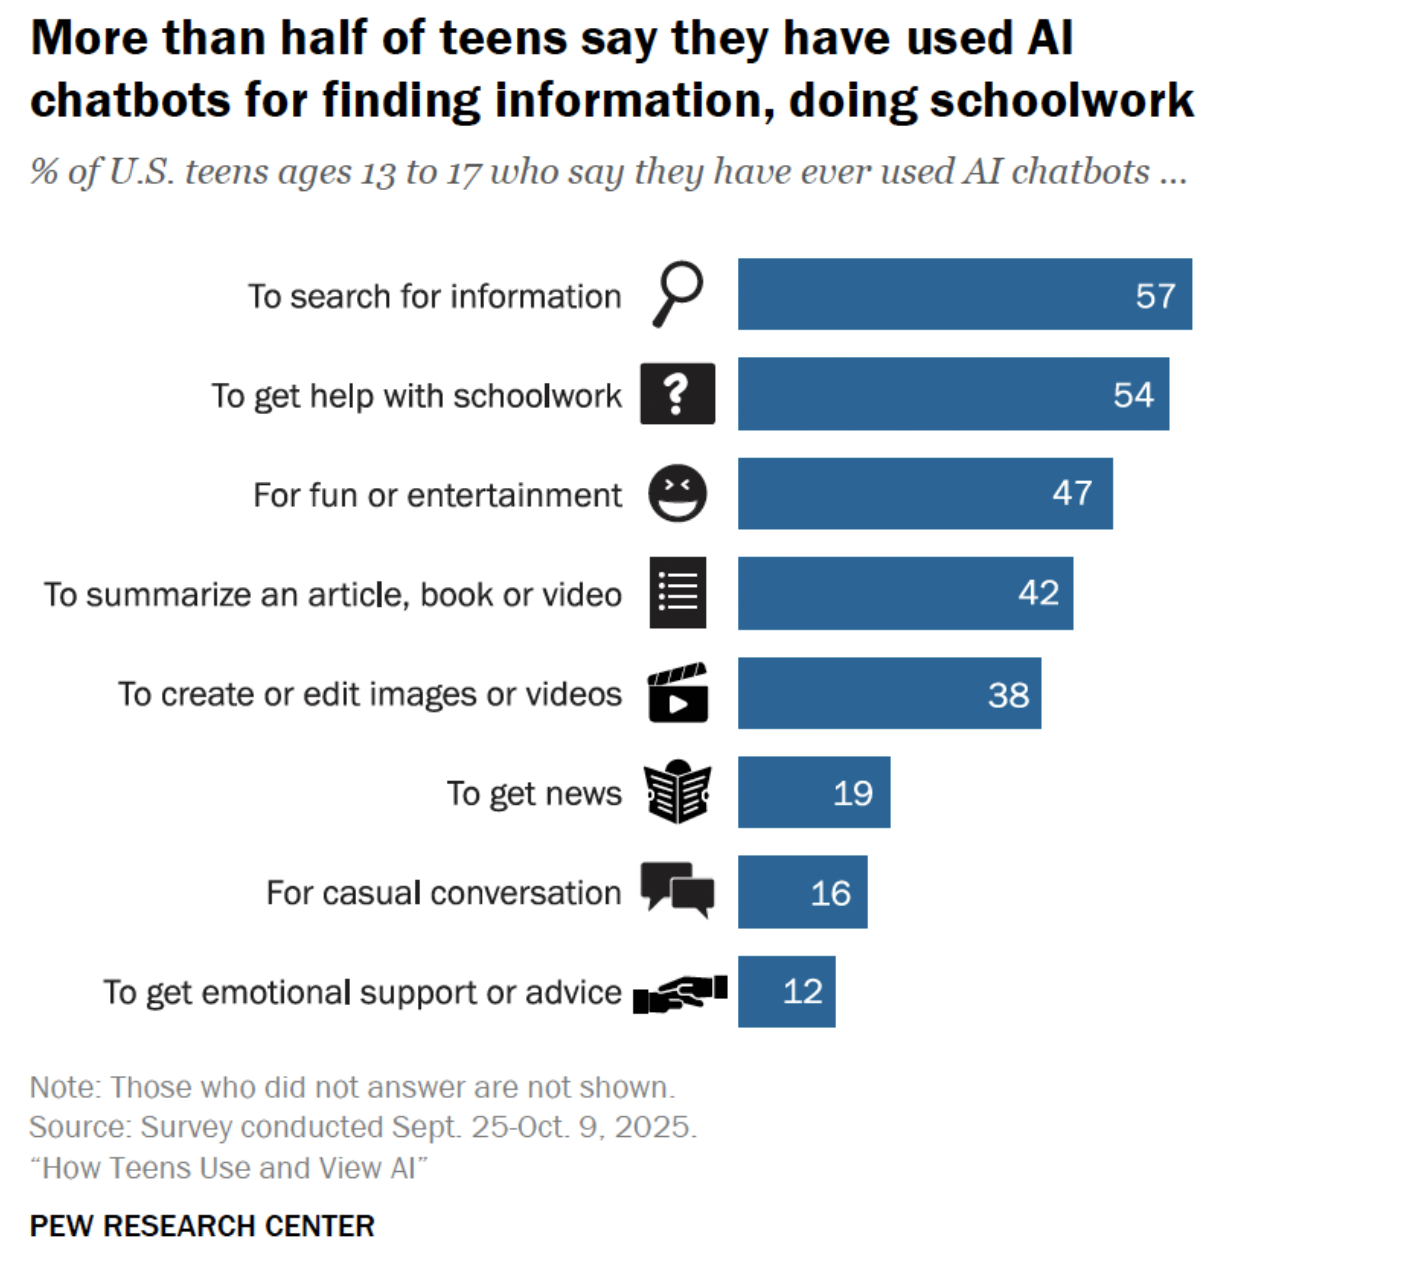 More than half of teens say they have used AI
chatbots for finding information, doing schoolwork
% of U.S. teens ages 13 to 17 who say they have ever used AI chatbots ...
To search for information 57
To get help with schoolwork ? 54
For fun or entertainment 47
To summarize an article, book or video 42
To create or edit images or videos 38
To get news 19
For casual conversation 16
To get emotional support or advice 12
Note: Those who did not answer are not shown.
Source: Survey conducted Sept. 25-Oct. 9, 2025.
“How Teens Use and View AI”
PEW RESEARCH CENTER